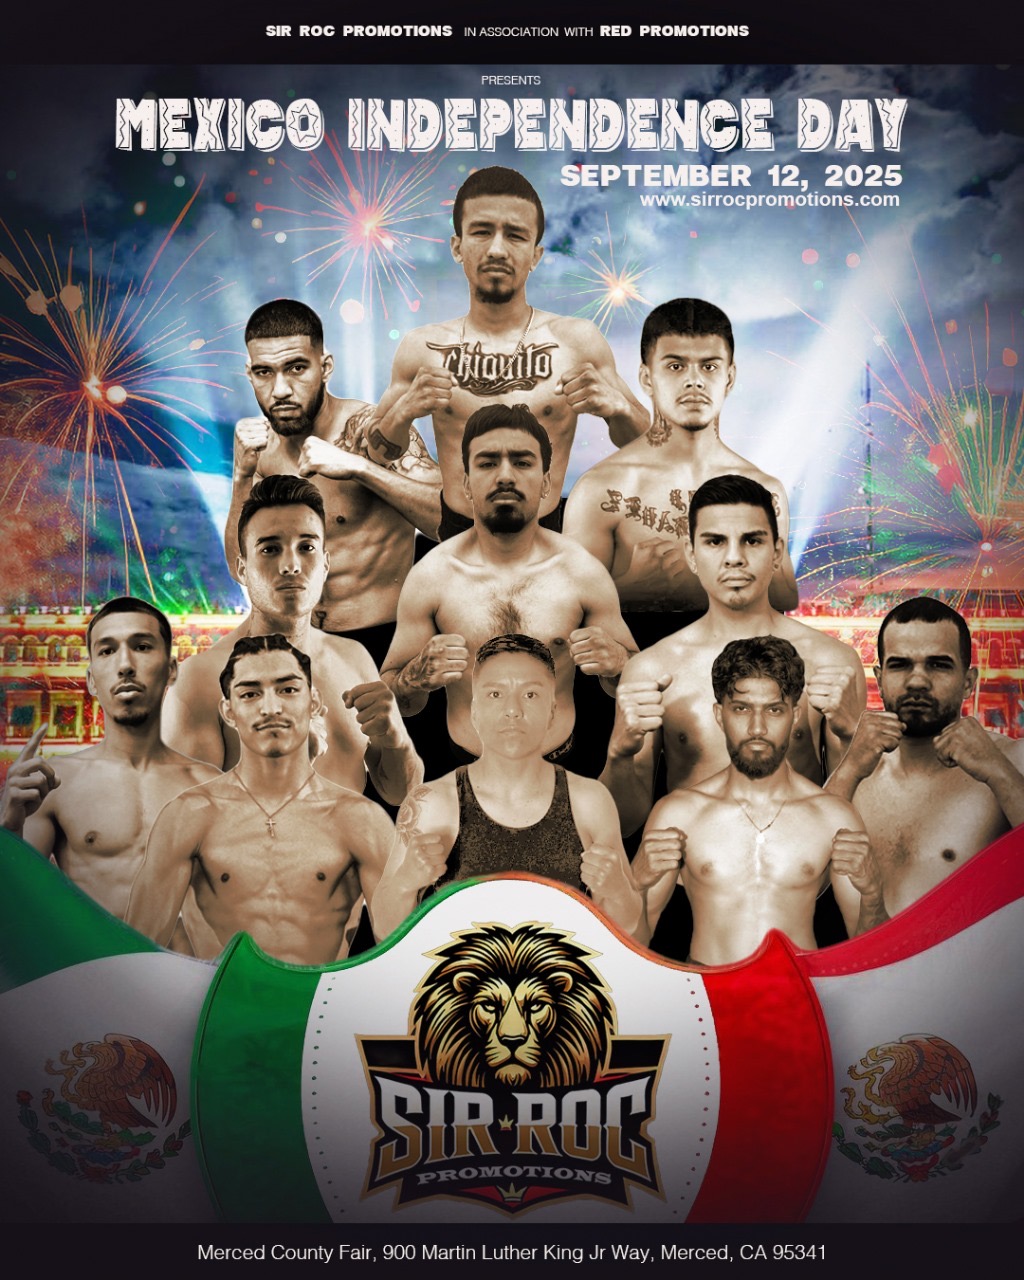 SIR ROC PROMOTIONS IN ASSOCIATION WITH RED PROMOTIONS
PRESENTS
MEXICO INDEPENDENCE DAY
SEPTEMBER 12, 2025
www.sirrocpromotions.com
chiquito
SIR ROC
PROMOTIONS
Merced County Fair, 900 Martin Luther King Jr Way, Merced, CA 95341